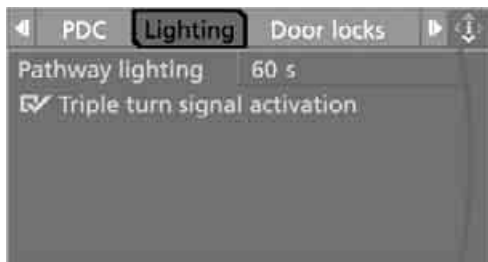 PDC Lighting Door locks
Pathway lighting 60 s
Triple turn signal activation